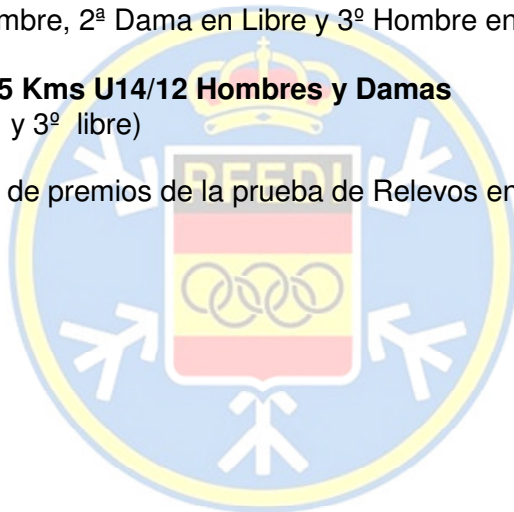 mbre, 2ª Dama en Libre y 3º Hombre en
5 Kms U14/12 Hombres y Damas
y 3º libre)
RFEDI
de premios de la prueba de Relevos en